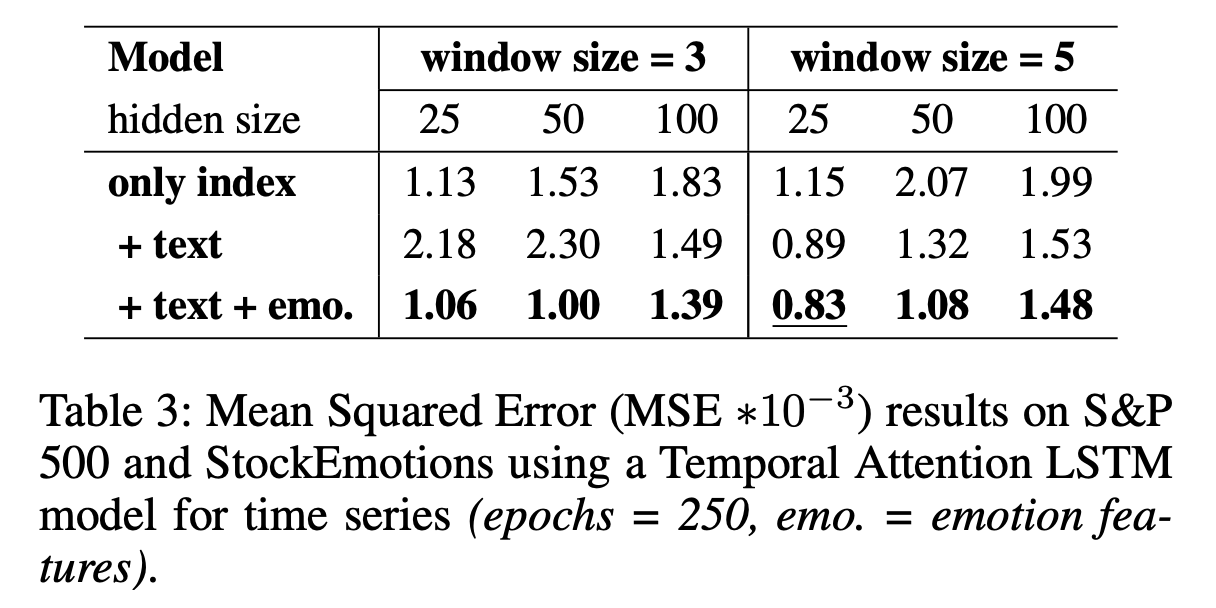 Model window size = 3 window size = 5
hidden size 25 50 100 25 50 100
only index 1.13 1.53 1.83 1.15 2.07 1.99
+ text 2.18 2.30 1.49 0.89 1.32 1.53
+ text + emo. 1.06 1.00 1.39 0.83 1.08 1.48
Table 3: Mean Squared Error (MSE ∗10⁻³) results on S&P
500 and StockEmotions using a Temporal Attention LSTM
model for time series (epochs = 250, emo. = emotion fea-
tures).